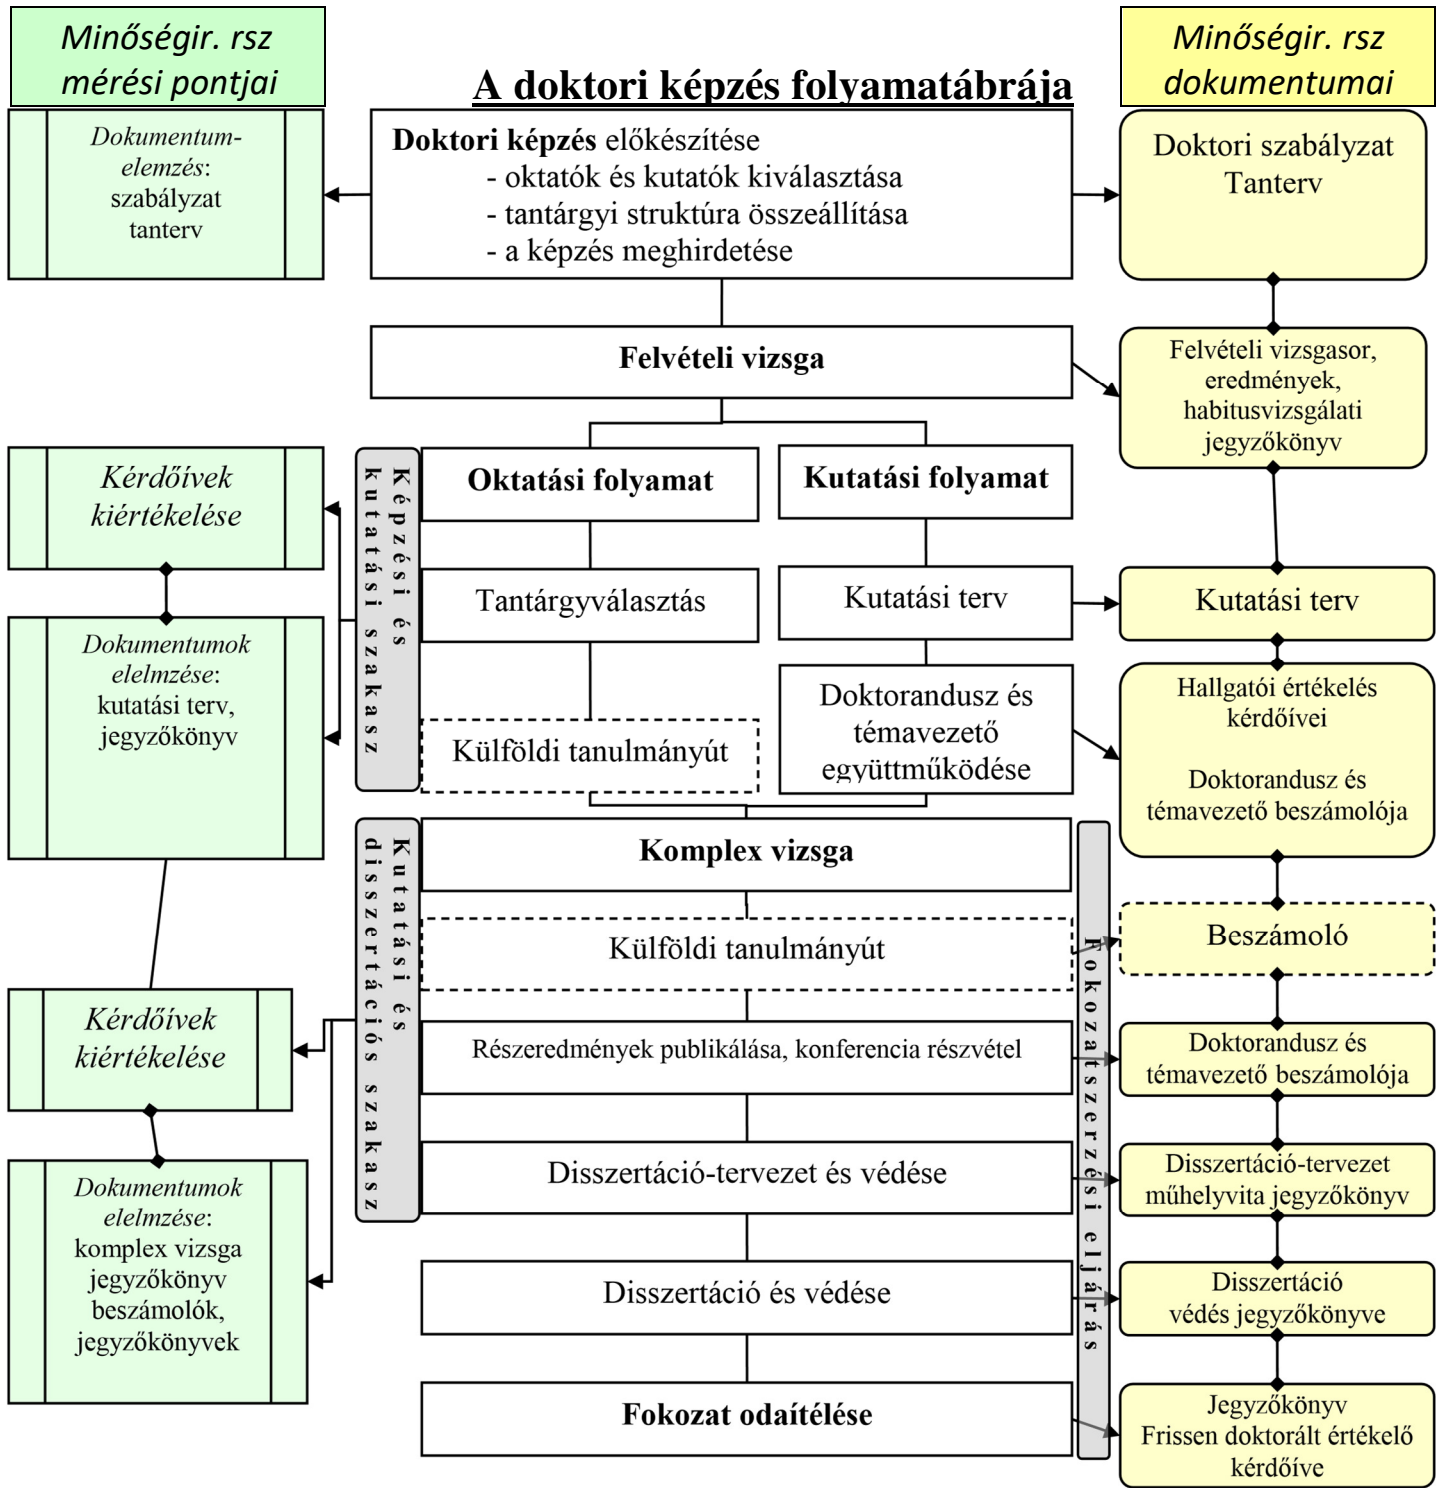 Minőségir. rsz
mérési pontjai
A doktori képzés folyamatábrája
Minőségir. rsz
dokumentumai
Dokumentum-
elemzés:
szabályzat
tanterv
Doktori képzés előkészítése
- oktatók és kutatók kiválasztása
- tantárgyi struktúra összeállítása
- a képzés meghirdetése
Doktori szabályzat
Tanterv
Felvételi vizsga
Felvételi vizsgasor,
eredmények,
habitusvizsgálati
jegyzőkönyv
Kérdőívek
kiértékelése
Képzési és
kutatási szakasz
Oktatási folyamat
Kutatási folyamat
Tantárgyválasztás
Kutatási terv
Kutatási terv
Dokumentumok
elelmzése:
kutatási terv,
jegyzőkönyv
Külföldi tanulmányút
Doktorandusz és
témavezető
együttműködése
Hallgatói értékelés
kérdőívei
Doktorandusz és
témavezető beszámolója
Kutatási és
disszertációs szakasz
Komplex vizsga
Fokozatszerzési eljárás
Külföldi tanulmányút
Beszámoló
Kérdőívek
kiértékelése
Részeredmények publikálása, konferencia részvétel
Doktorandusz és
témavezető beszámolója
Dokumentumok
elelmzése:
komplex vizsga
jegyzőkönyv
beszámolók,
jegyzőkönyvek
Disszertáció-tervezet és védése
Disszertáció-tervezet
műhelyvita jegyzőkönyv
Disszertáció és védése
Disszertáció
védés jegyzőkönyve
Fokozat odaítélése
Jegyzőkönyv
Frissen doktorált értékelő
kérdőíve